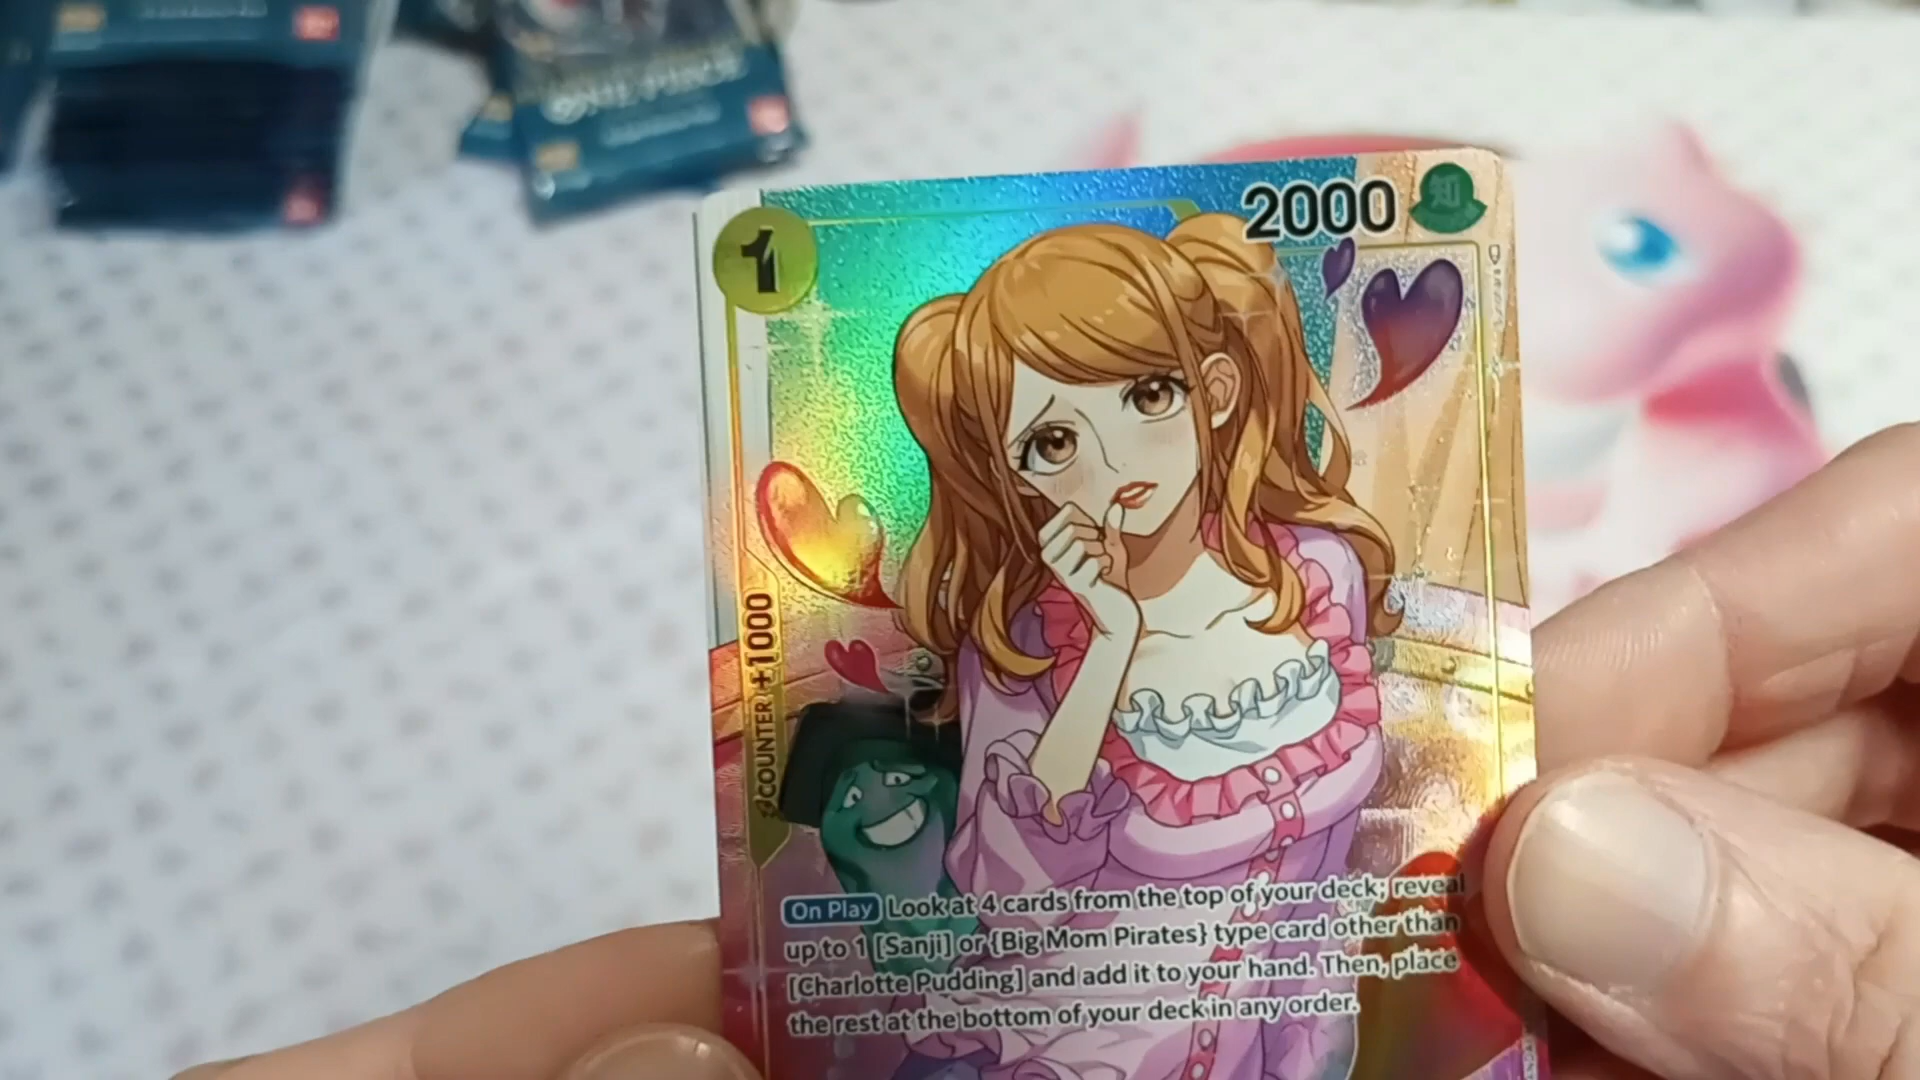 ONE PIECE
1
2000
知
COUNTER +1000
On Play Look at 4 cards from the top of your deck; reveal
up to 1 [Sanji] or {Big Mom Pirates} type card other than
[Charlotte Pudding] and add it to your hand. Then, place
the rest at the bottom of your deck in any order.